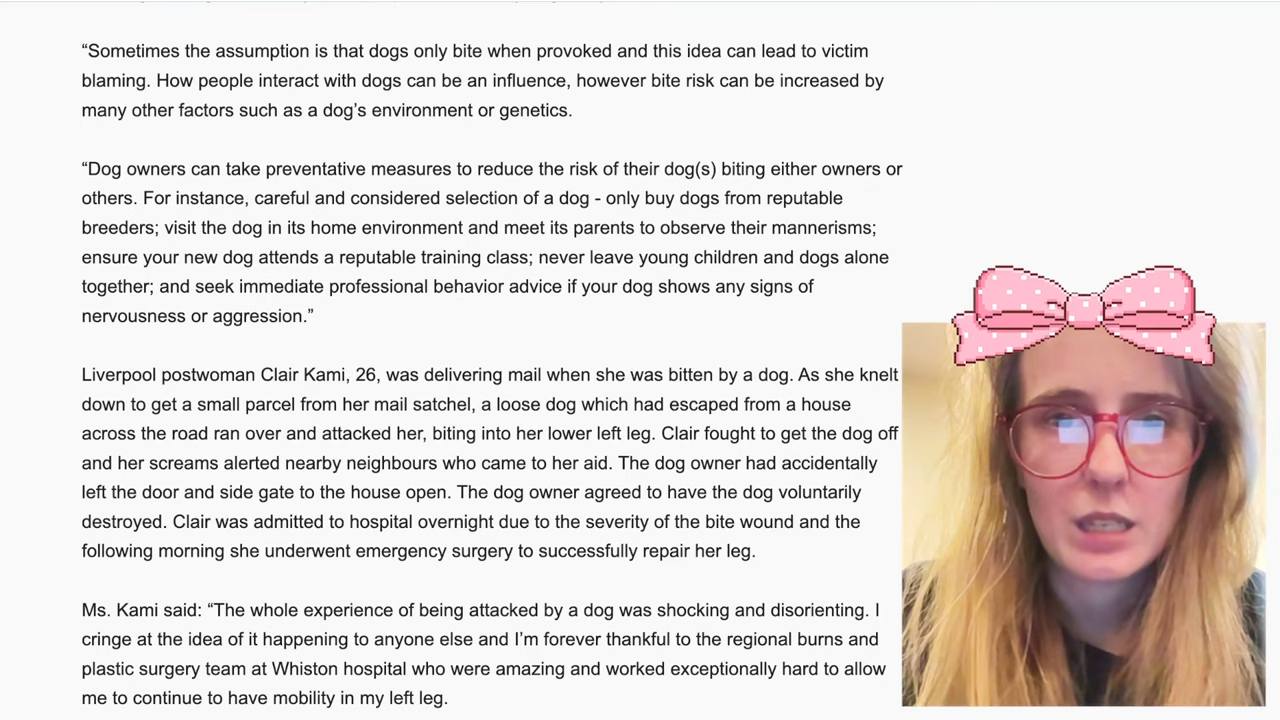 “Sometimes the assumption is that dogs only bite when provoked and this idea can lead to victim
blaming. How people interact with dogs can be an influence, however bite risk can be increased by
many other factors such as a dog’s environment or genetics.
“Dog owners can take preventative measures to reduce the risk of their dog(s) biting either owners or
others. For instance, careful and considered selection of a dog - only buy dogs from reputable
breeders; visit the dog in its home environment and meet its parents to observe their mannerisms;
ensure your new dog attends a reputable training class; never leave young children and dogs alone
together; and seek immediate professional behavior advice if your dog shows any signs of
nervousness or aggression.”
Liverpool postwoman Clair Kami, 26, was delivering mail when she was bitten by a dog. As she knelt
down to get a small parcel from her mail satchel, a loose dog which had escaped from a house
across the road ran over and attacked her, biting into her lower left leg. Clair fought to get the dog off
and her screams alerted nearby neighbours who came to her aid. The dog owner had accidentally
left the door and side gate to the house open. The dog owner agreed to have the dog voluntarily
destroyed. Clair was admitted to hospital overnight due to the severity of the bite wound and the
following morning she underwent emergency surgery to successfully repair her leg.
Ms. Kami said: “The whole experience of being attacked by a dog was shocking and disorienting. I
cringe at the idea of it happening to anyone else and I’m forever thankful to the regional burns and
plastic surgery team at Whiston hospital who were amazing and worked exceptionally hard to allow
me to continue to have mobility in my left leg.